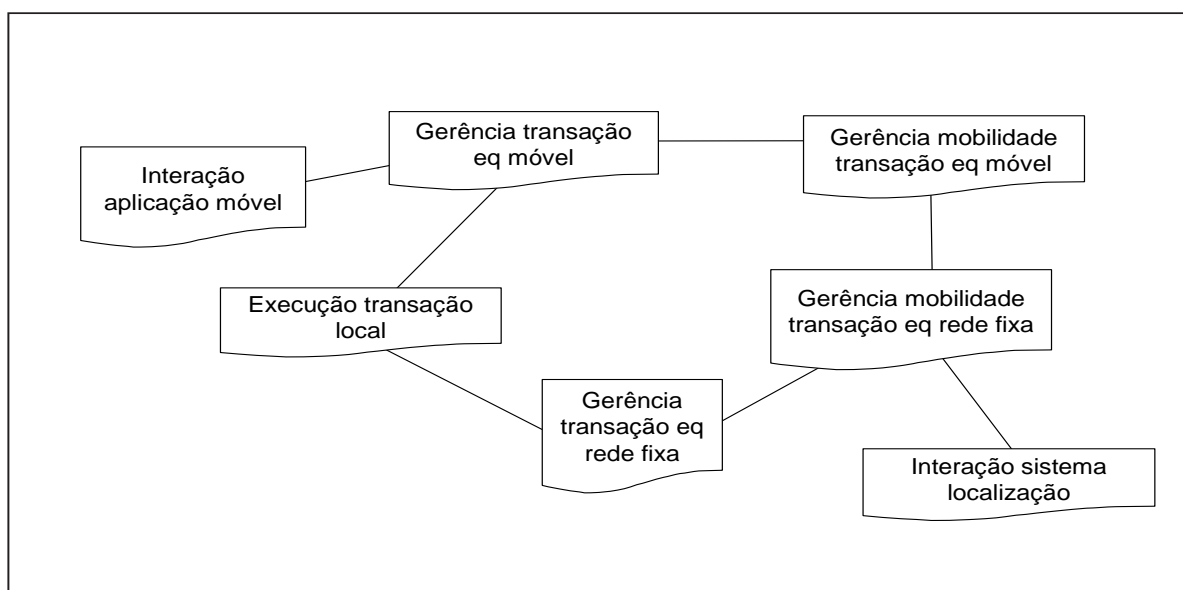 Gerência transação
eq móvel
Gerência mobilidade
transação eq móvel
Interação
aplicação móvel
Execução transação
local
Gerência mobilidade
transação eq rede fixa
Gerência
transação eq
rede fixa
Interação sistema
localização